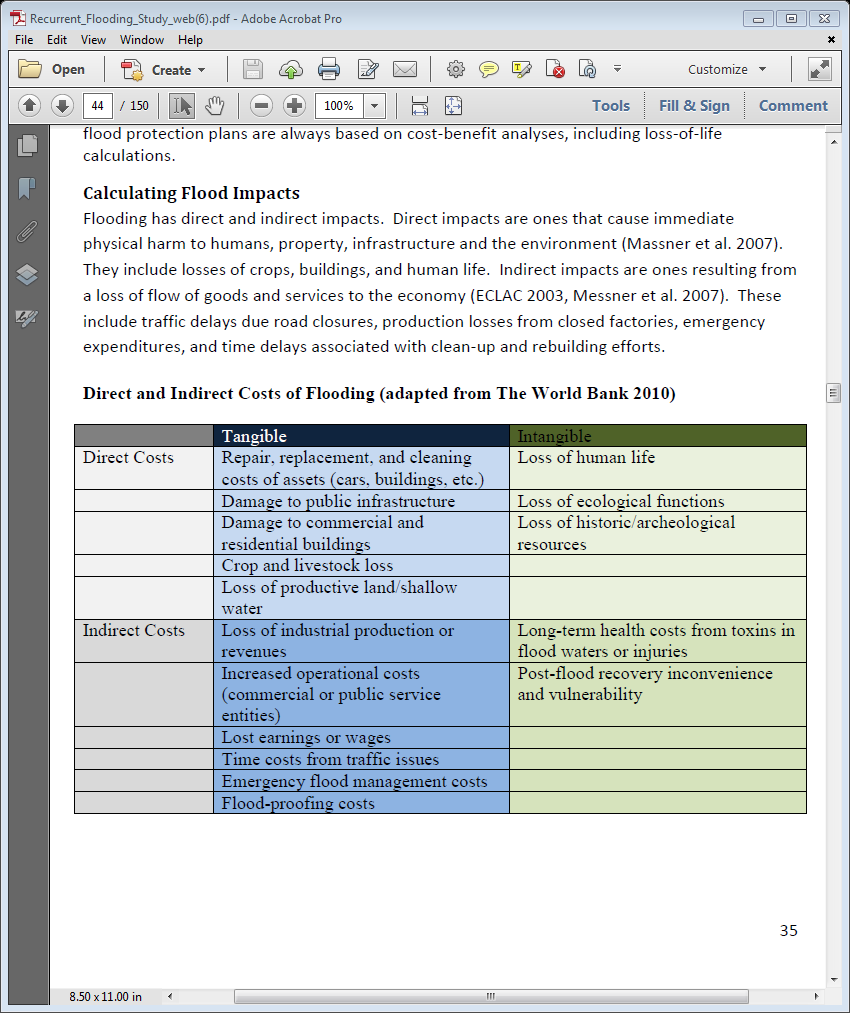 Recurrent_Flooding_Study_web(6).pdf - Adobe Acrobat Pro
File Edit View Window Help
Open Create Customize
44 / 150 100% Tools Fill & Sign Comment
flood protection plans are always based on cost-benefit analyses, including loss-of-life
calculations.
Calculating Flood Impacts
Flooding has direct and indirect impacts. Direct impacts are ones that cause immediate
physical harm to humans, property, infrastructure and the environment (Massner et al. 2007).
They include losses of crops, buildings, and human life. Indirect impacts are ones resulting from
a loss of flow of goods and services to the economy (ECLAC 2003, Messner et al. 2007). These
include traffic delays due road closures, production losses from closed factories, emergency
expenditures, and time delays associated with clean-up and rebuilding efforts.
Direct and Indirect Costs of Flooding (adapted from The World Bank 2010)
Tangible Intangible
Direct Costs Repair, replacement, and cleaning Loss of human life
costs of assets (cars, buildings, etc.)
Damage to public infrastructure Loss of ecological functions
Damage to commercial and Loss of historic/archeological
residential buildings resources
Crop and livestock loss
Loss of productive land/shallow
water
Indirect Costs Loss of industrial production or Long-term health costs from toxins in
revenues flood waters or injuries
Increased operational costs Post-flood recovery inconvenience
(commercial or public service and vulnerability
entities)
Lost earnings or wages
Time costs from traffic issues
Emergency flood management costs
Flood-proofing costs
35
8.50 x 11.00 in